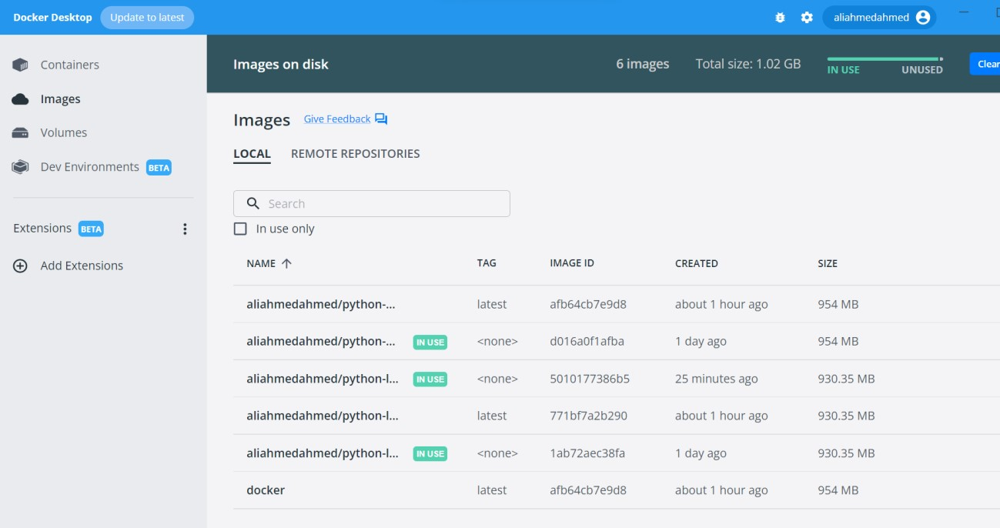 Docker Desktop Update to latest aliahmedahmed
Containers
Images
Volumes
Dev Environments BETA
Extensions BETA
Add Extensions
Images on disk 6 images Total size: 1.02 GB IN USE UNUSED Clean
Images Give Feedback
LOCAL REMOTE REPOSITORIES
Search
In use only
NAME TAG IMAGE ID CREATED SIZE
aliahmedahmed/python-... latest afb64cb7e9d8 about 1 hour ago 954 MB
aliahmedahmed/python-... IN USE <none> d016a0f1afba 1 day ago 954 MB
aliahmedahmed/python-l... IN USE <none> 5010177386b5 25 minutes ago 930.35 MB
aliahmedahmed/python-l... latest 771bf7a2b290 about 1 hour ago 930.35 MB
aliahmedahmed/python-l... IN USE <none> 1ab72aec38fa 1 day ago 930.35 MB
docker latest afb64cb7e9d8 about 1 hour ago 954 MB